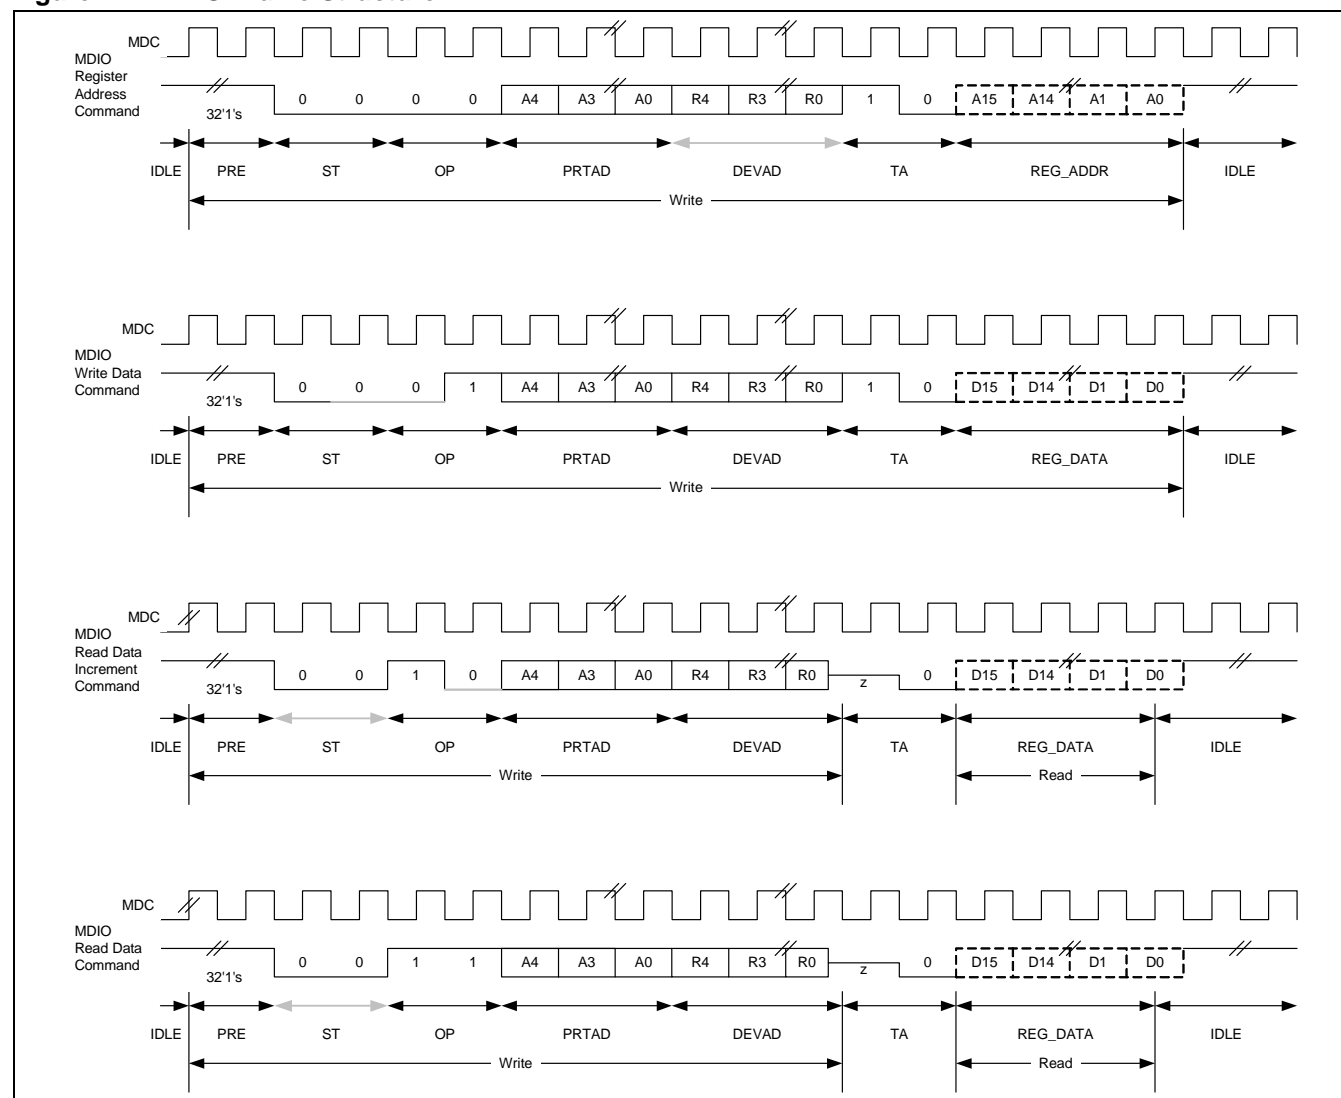 MDC
MDIO
Register
Address
Command
32'1's 0 0 0 0 A4 A3 A0 R4 R3 R0 1 0 A15 A14 A1 A0
IDLE PRE ST OP PRTAD DEVAD TA REG_ADDR IDLE
Write
MDC
MDIO
Write Data
Command
32'1's 0 0 0 1 A4 A3 A0 R4 R3 R0 1 0 D15 D14 D1 D0
IDLE PRE ST OP PRTAD DEVAD TA REG_DATA IDLE
Write
MDC
MDIO
Read Data
Increment
Command
32'1's 0 0 1 0 A4 A3 A0 R4 R3 R0 z 0 D15 D14 D1 D0
IDLE PRE ST OP PRTAD DEVAD TA REG_DATA IDLE
Write Read
MDC
MDIO
Read Data
Command
32'1's 0 0 1 1 A4 A3 A0 R4 R3 R0 z 0 D15 D14 D1 D0
IDLE PRE ST OP PRTAD DEVAD TA REG_DATA IDLE
Write Read